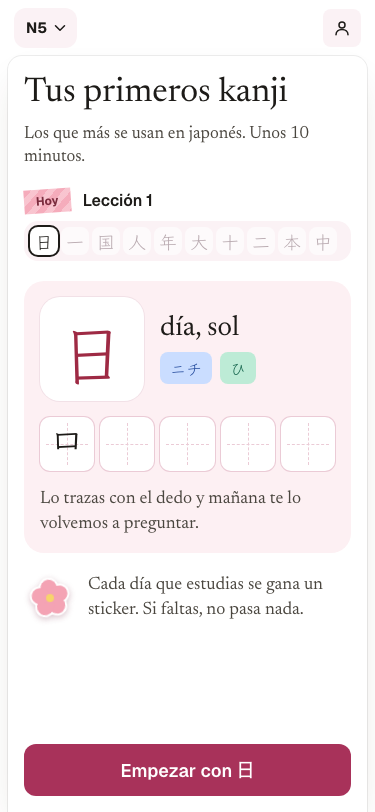 N5
Tus primeros kanji
Los que más se usan en japonés. Unos 10
minutos.
Hoy
Lección 1
日 一 国 人 年 大 十 二 本 中
日
día, sol
ニチ ひ
Lo trazas con el dedo y mañana te lo
volvemos a preguntar.
Cada día que estudias se gana un
sticker. Si faltas, no pasa nada.
Empezar con 日